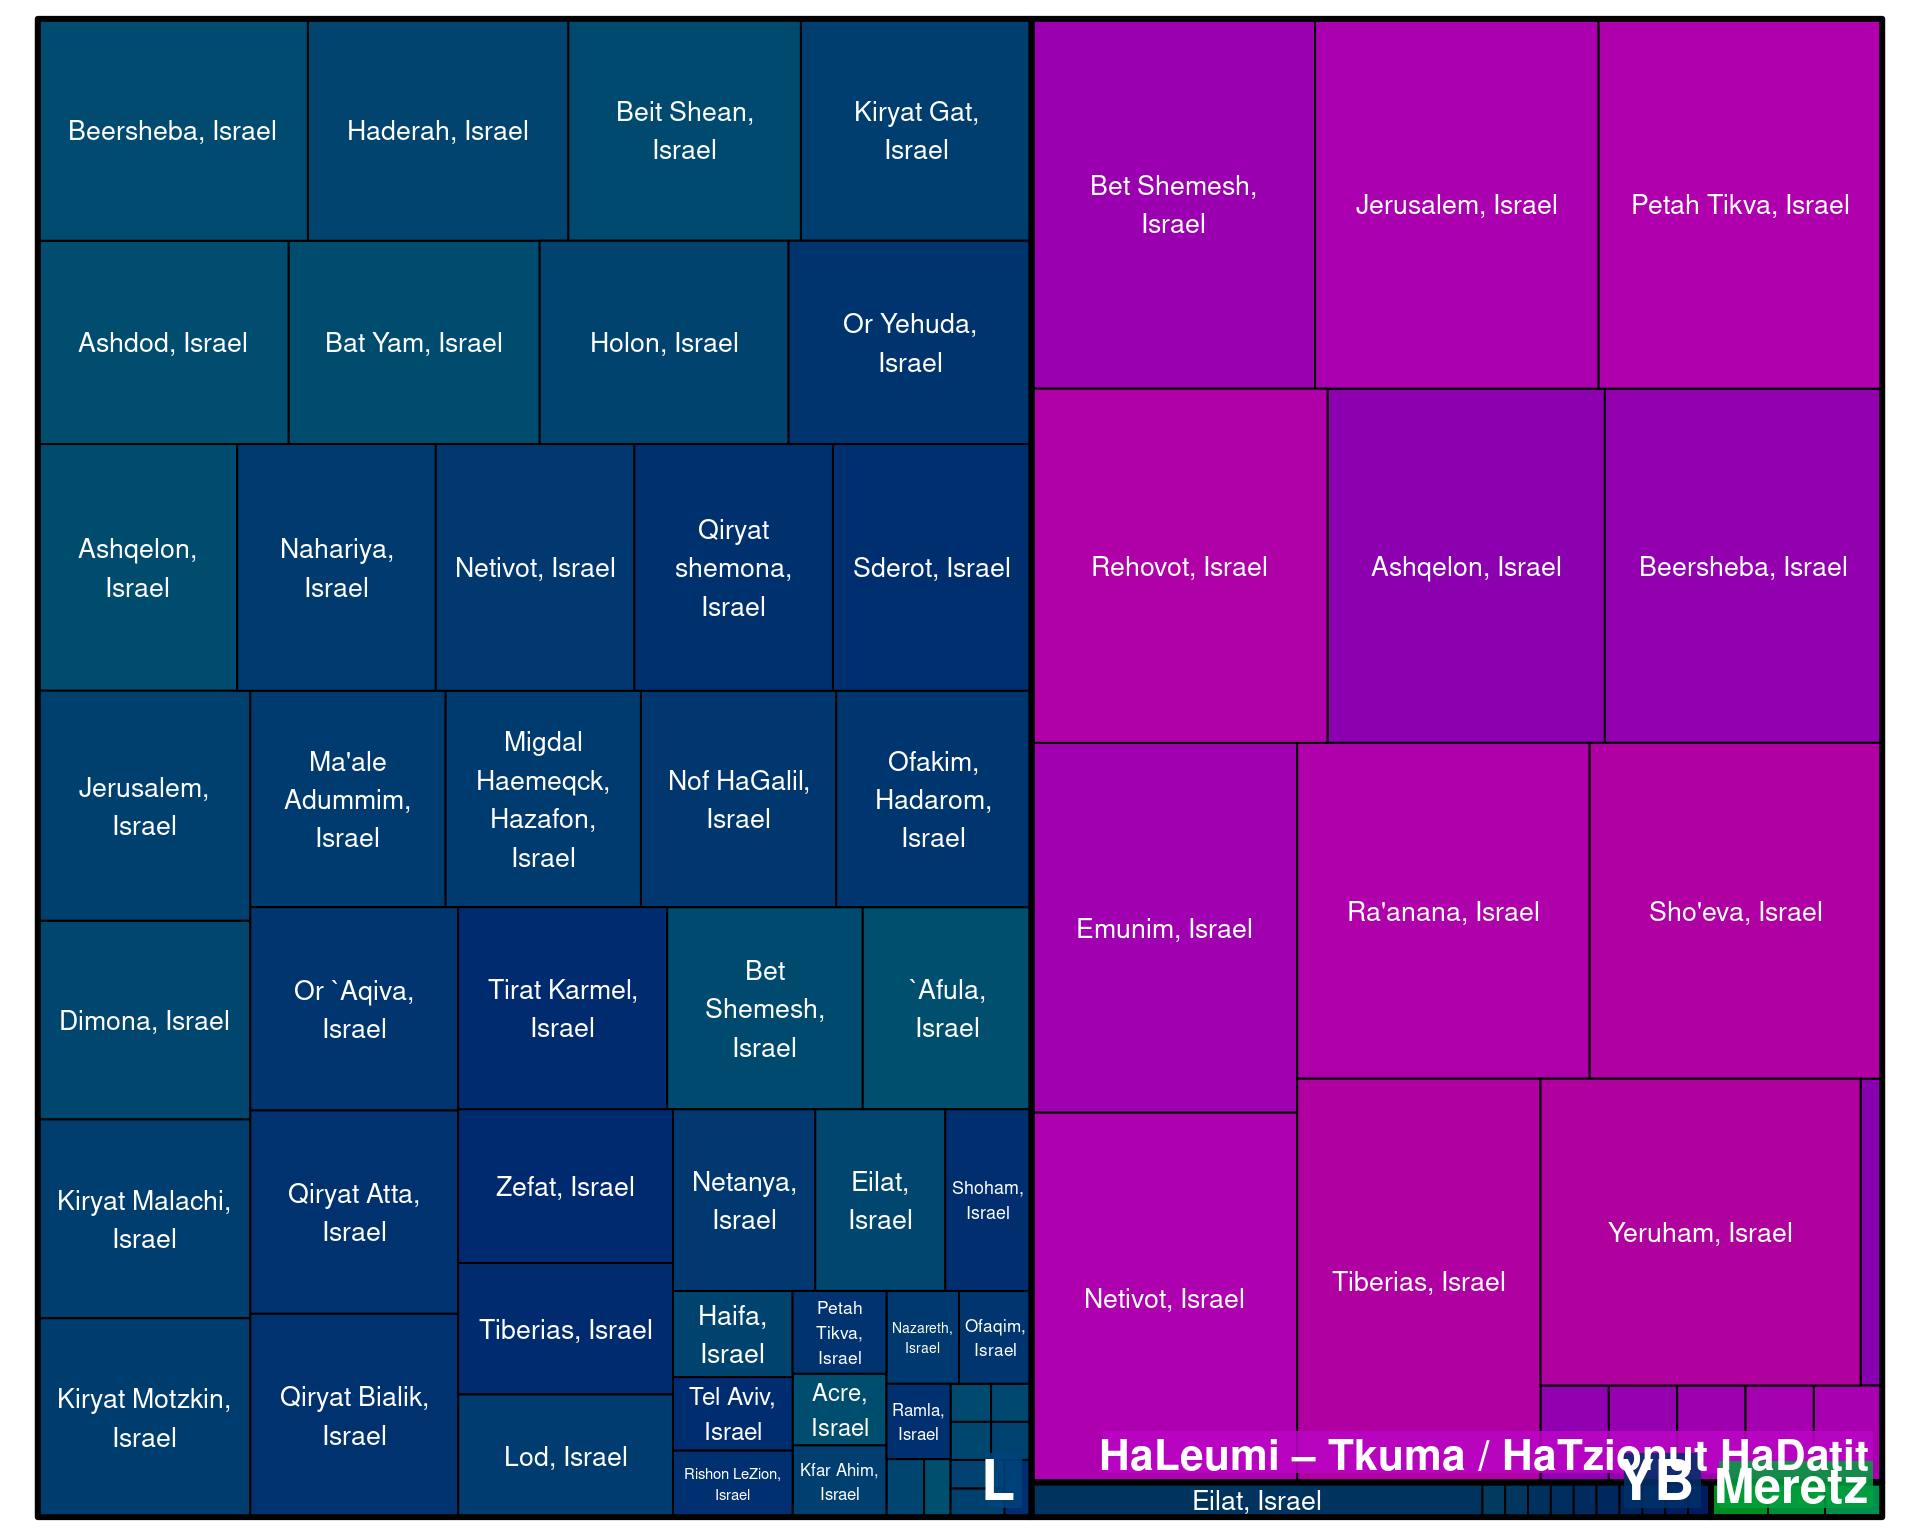 Beersheba, Israel
Haderah, Israel
Beit Shean,
Israel
Kiryat Gat,
Israel
Ashdod, Israel
Bat Yam, Israel
Holon, Israel
Or Yehuda,
Israel
Ashqelon,
Israel
Nahariya,
Israel
Netivot, Israel
Qiryat
shemona,
Israel
Sderot, Israel
Jerusalem,
Israel
Ma'ale
Adummim,
Israel
Migdal
Haemeqck,
Hazafon,
Israel
Nof HaGalil,
Israel
Ofakim,
Hadarom,
Israel
Dimona, Israel
Or `Aqiva,
Israel
Tirat Karmel,
Israel
Bet
Shemesh,
Israel
`Afula,
Israel
Kiryat Malachi,
Israel
Qiryat Atta,
Israel
Zefat, Israel
Netanya,
Israel
Eilat,
Israel
Shoham,
Israel
Kiryat Motzkin,
Israel
Qiryat Bialik,
Israel
Tiberias, Israel
Lod, Israel
Haifa,
Israel
Petah
Tikva,
Israel
Nazareth,
Israel
Ofaqim,
Israel
Tel Aviv,
Israel
Acre,
Israel
Ramla,
Israel
Rishon LeZion,
Israel
Kfar Ahim,
Israel
L
Bet Shemesh,
Israel
Jerusalem, Israel
Petah Tikva, Israel
Rehovot, Israel
Ashqelon, Israel
Beersheba, Israel
Emunim, Israel
Ra'anana, Israel
Sho'eva, Israel
Netivot, Israel
Tiberias, Israel
Yeruham, Israel
HaLeumi – Tkuma / HaTzionut HaDatit
Eilat, Israel
YB
Meretz